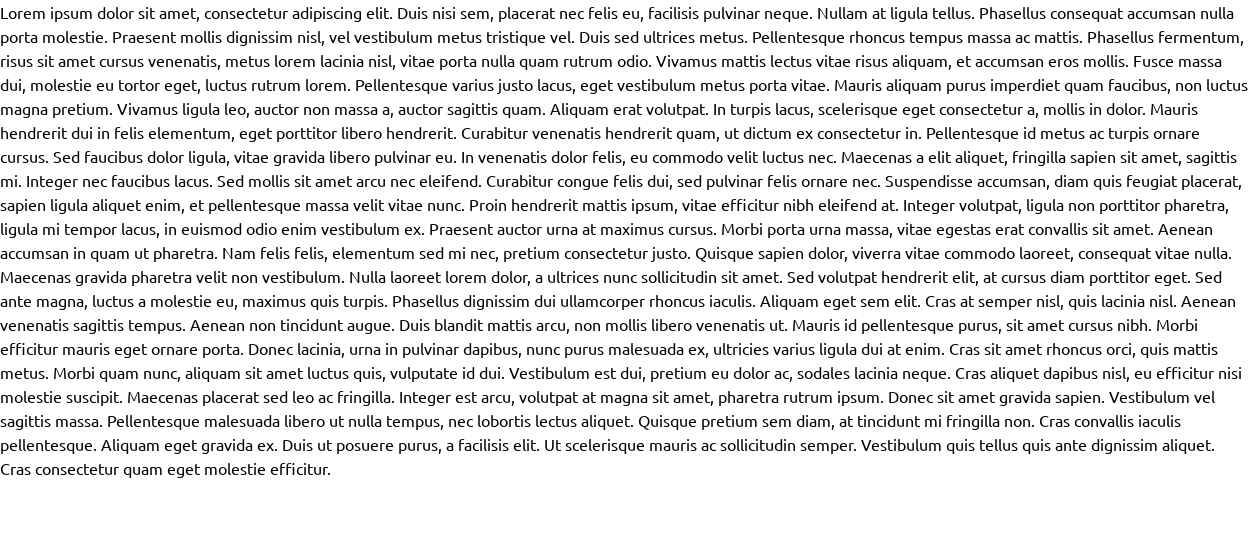 Lorem ipsum dolor sit amet, consectetur adipiscing elit. Duis nisi sem, placerat nec felis eu, facilisis pulvinar neque. Nullam at ligula tellus. Phasellus consequat accumsan nulla
porta molestie. Praesent mollis dignissim nisl, vel vestibulum metus tristique vel. Duis sed ultrices metus. Pellentesque rhoncus tempus massa ac mattis. Phasellus fermentum,
risus sit amet cursus venenatis, metus lorem lacinia nisl, vitae porta nulla quam rutrum odio. Vivamus mattis lectus vitae risus aliquam, et accumsan eros mollis. Fusce massa
dui, molestie eu tortor eget, luctus rutrum lorem. Pellentesque varius justo lacus, eget vestibulum metus porta vitae. Mauris aliquam purus imperdiet quam faucibus, non luctus
magna pretium. Vivamus ligula leo, auctor non massa a, auctor sagittis quam. Aliquam erat volutpat. In turpis lacus, scelerisque eget consectetur a, mollis in dolor. Mauris
hendrerit dui in felis elementum, eget porttitor libero hendrerit. Curabitur venenatis hendrerit quam, ut dictum ex consectetur in. Pellentesque id metus ac turpis ornare
cursus. Sed faucibus dolor ligula, vitae gravida libero pulvinar eu. In venenatis dolor felis, eu commodo velit luctus nec. Maecenas a elit aliquet, fringilla sapien sit amet, sagittis
mi. Integer nec faucibus lacus. Sed mollis sit amet arcu nec eleifend. Curabitur congue felis dui, sed pulvinar felis ornare nec. Suspendisse accumsan, diam quis feugiat placerat,
sapien ligula aliquet enim, et pellentesque massa velit vitae nunc. Proin hendrerit mattis ipsum, vitae efficitur nibh eleifend at. Integer volutpat, ligula non porttitor pharetra,
ligula mi tempor lacus, in euismod odio enim vestibulum ex. Praesent auctor urna at maximus cursus. Morbi porta urna massa, vitae egestas erat convallis sit amet. Aenean
accumsan in quam ut pharetra. Nam felis felis, elementum sed mi nec, pretium consectetur justo. Quisque sapien dolor, viverra vitae commodo laoreet, consequat vitae nulla.
Maecenas gravida pharetra velit non vestibulum. Nulla laoreet lorem dolor, a ultrices nunc sollicitudin sit amet. Sed volutpat hendrerit elit, at cursus diam porttitor eget. Sed
ante magna, luctus a molestie eu, maximus quis turpis. Phasellus dignissim dui ullamcorper rhoncus iaculis. Aliquam eget sem elit. Cras at semper nisl, quis lacinia nisl. Aenean
venenatis sagittis tempus. Aenean non tincidunt augue. Duis blandit mattis arcu, non mollis libero venenatis ut. Mauris id pellentesque purus, sit amet cursus nibh. Morbi
efficitur mauris eget ornare porta. Donec lacinia, urna in pulvinar dapibus, nunc purus malesuada ex, ultricies varius ligula dui at enim. Cras sit amet rhoncus orci, quis mattis
metus. Morbi quam nunc, aliquam sit amet luctus quis, vulputate id dui. Vestibulum est dui, pretium eu dolor ac, sodales lacinia neque. Cras aliquet dapibus nisl, eu efficitur nisi
molestie suscipit. Maecenas placerat sed leo ac fringilla. Integer est arcu, volutpat at magna sit amet, pharetra rutrum ipsum. Donec sit amet gravida sapien. Vestibulum vel
sagittis massa. Pellentesque malesuada libero ut nulla tempus, nec lobortis lectus aliquet. Quisque pretium sem diam, at tincidunt mi fringilla non. Cras convallis iaculis
pellentesque. Aliquam eget gravida ex. Duis ut posuere purus, a facilisis elit. Ut scelerisque mauris ac sollicitudin semper. Vestibulum quis tellus quis ante dignissim aliquet.
Cras consectetur quam eget molestie efficitur.